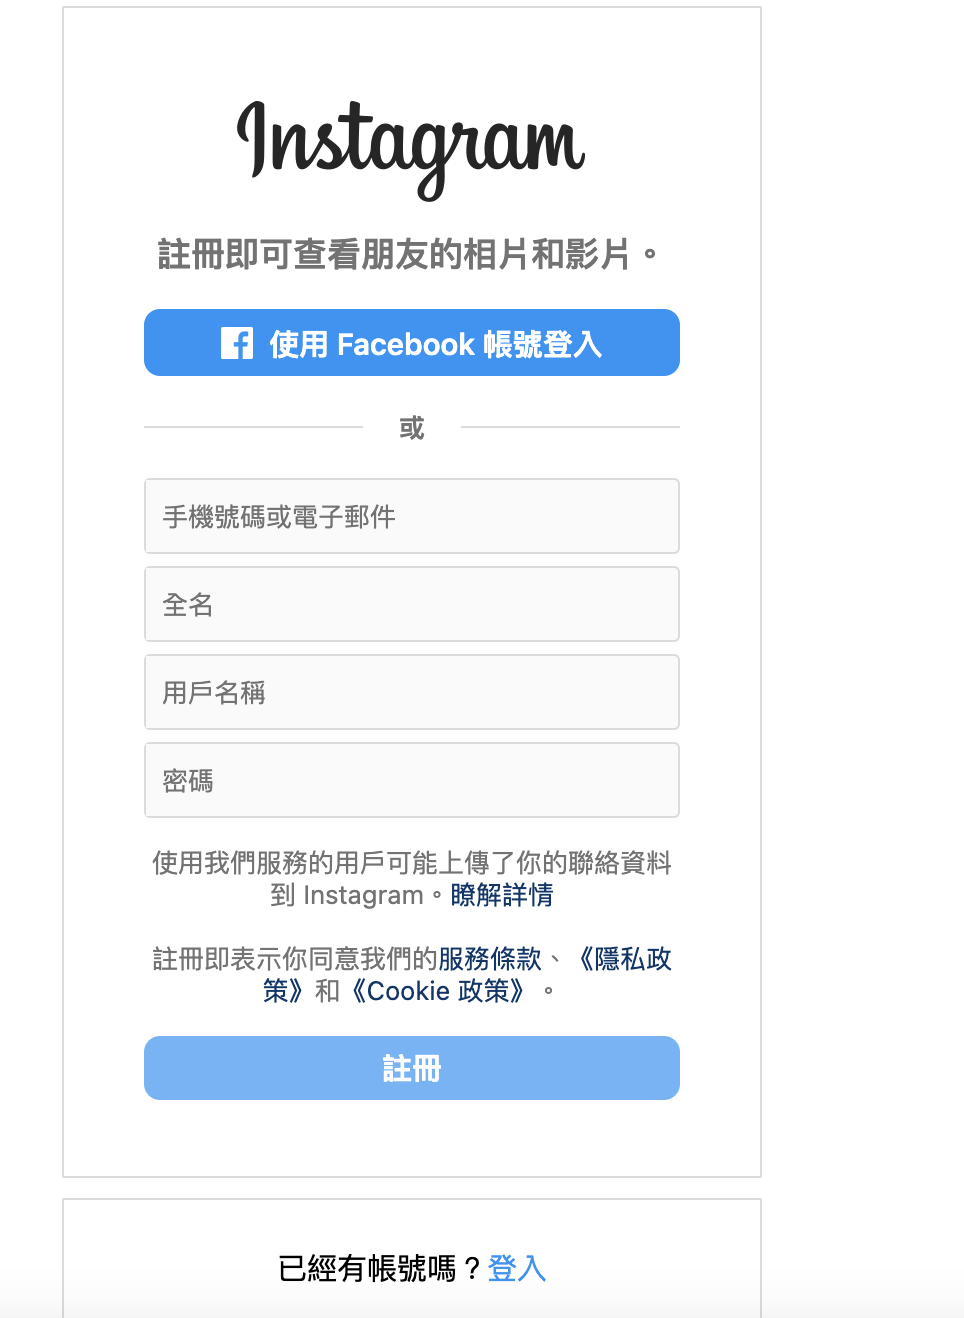 Instagram
註冊即可查看朋友的相片和影片。
使用 Facebook 帳號登入
或
手機號碼或電子郵件
全名
用戶名稱
密碼
使用我們服務的用戶可能上傳了你的聯絡資料
到 Instagram。瞭解詳情
註冊即表示你同意我們的服務條款、《隱私政
策》和《Cookie 政策》。
註冊
已經有帳號嗎？登入